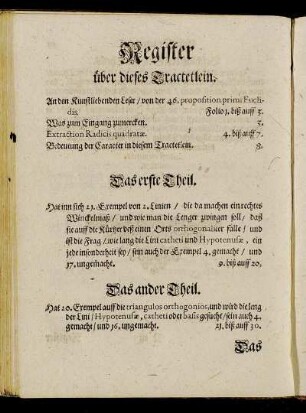 Register
über dieses Tractetlein.
An den Kunstliebenden Leser / von der 46. proposition primi Eucli-
dis. Folio 3. biß auff 5.
Was zum Eingang zumercken. 5.
Extraction Radicis quadratæ. 4. biß auff 7.
Bedeutung der Caracter in diesem Tractetlein. 8.
Das erste Theil.
Hat inn sich 23. Exempel von 2. Linien / die da machen ein rechtes
Winckelmaß / und wie man die Lenger zwingen soll / daß
sie auff die Kürtzer deß einen Orts orthogonaliter falle / und
ist die Frag / wie lang die Lini catheti und Hypotenusæ, ein
jede insonderheit sey / sein auch der Exempel 4. gemacht / und
37. ungemacht. 9. biß auff 20.
Das ander Theil.
Hat 20. Exempel auff die triangulos orthogonios, und wird die leng
der Lini / Hypotenusæ, catheti oder basis gesucht / sein auch 4.
gemacht / und 36. ungemacht. 21. biß auff 30.
Das